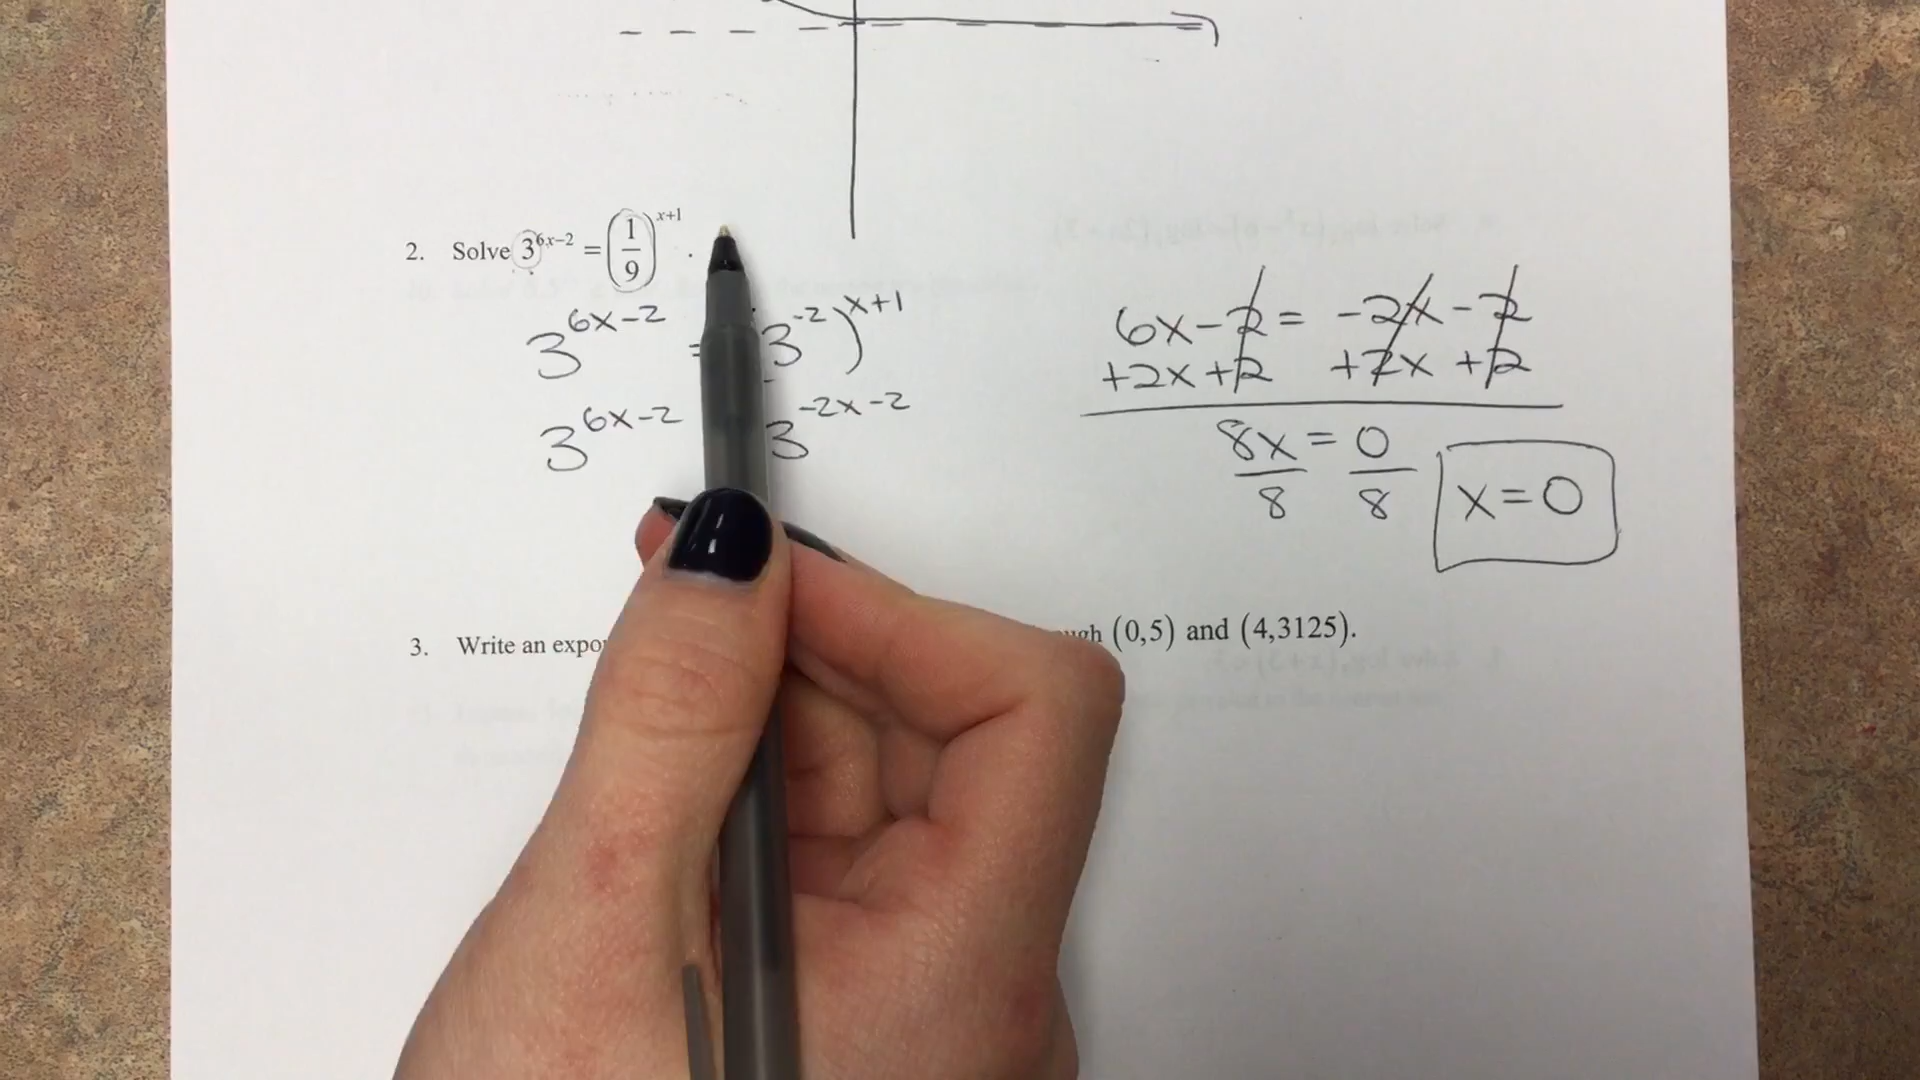 2. Solve 3^{6x-2} = (1/9)^{x+1}.
3^{6x-2} = 3^{-2})^{x+1}
3^{6x-2} 3^{-2x-2}
6x-2 = -2x-2
+2x+2 +2x +2
8x = 0
8 8
x=0
3. Write an (0,5) and (4,3125).